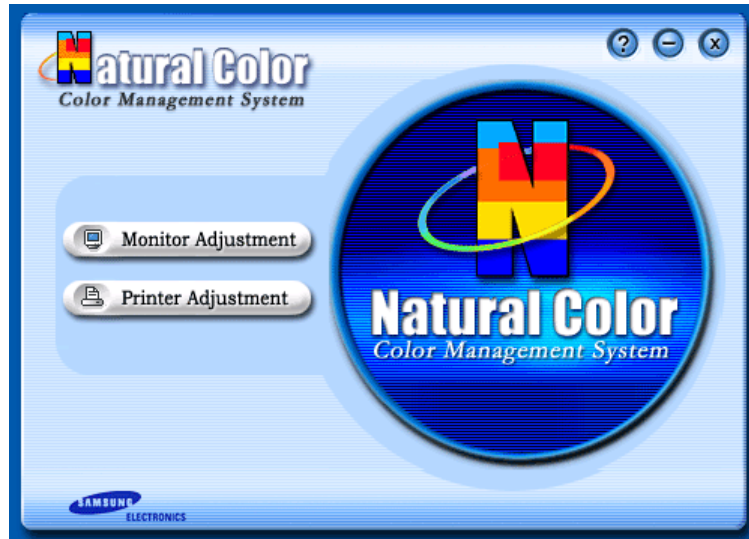 Natural Color
Color Management System
? – x
Monitor Adjustment
Printer Adjustment
N
Natural Color
Color Management System
SAMSUNG
ELECTRONICS